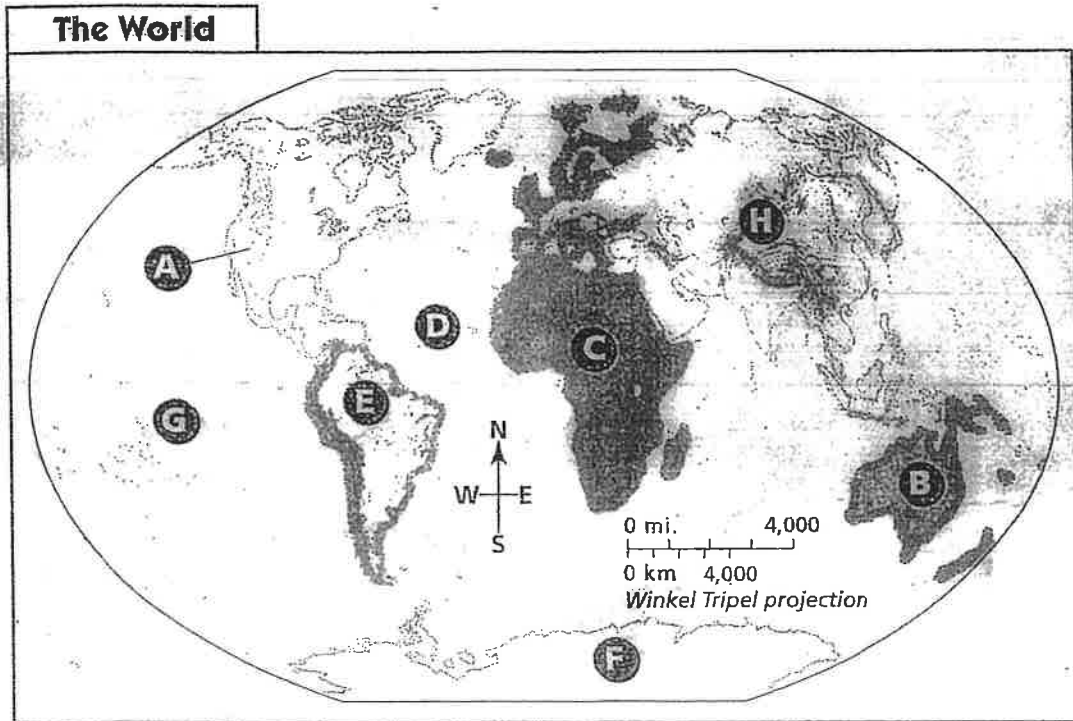 The World
H
A
D
C
E
G
N
W E
S
B
0 mi. 4,000
0 km 4,000
Winkel Tripel projection
F